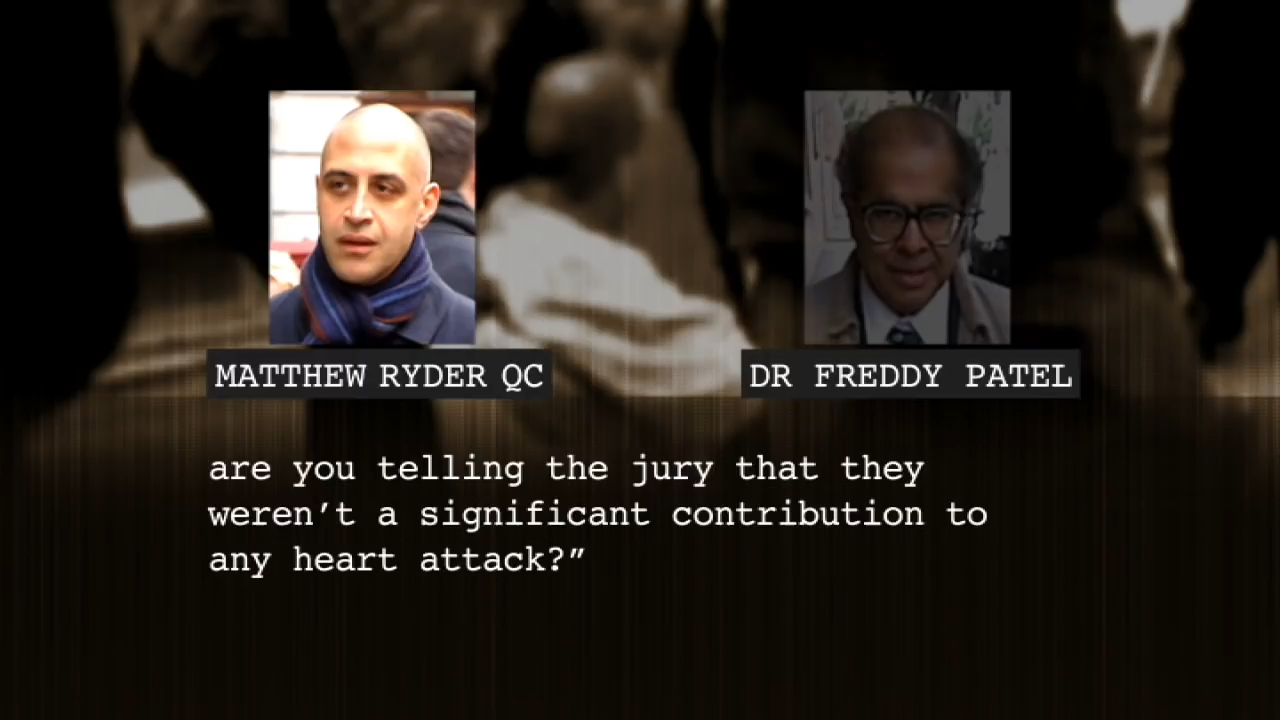 MATTHEW RYDER QC
DR FREDDY PATEL
are you telling the jury that they
weren’t a significant contribution to
any heart attack?”